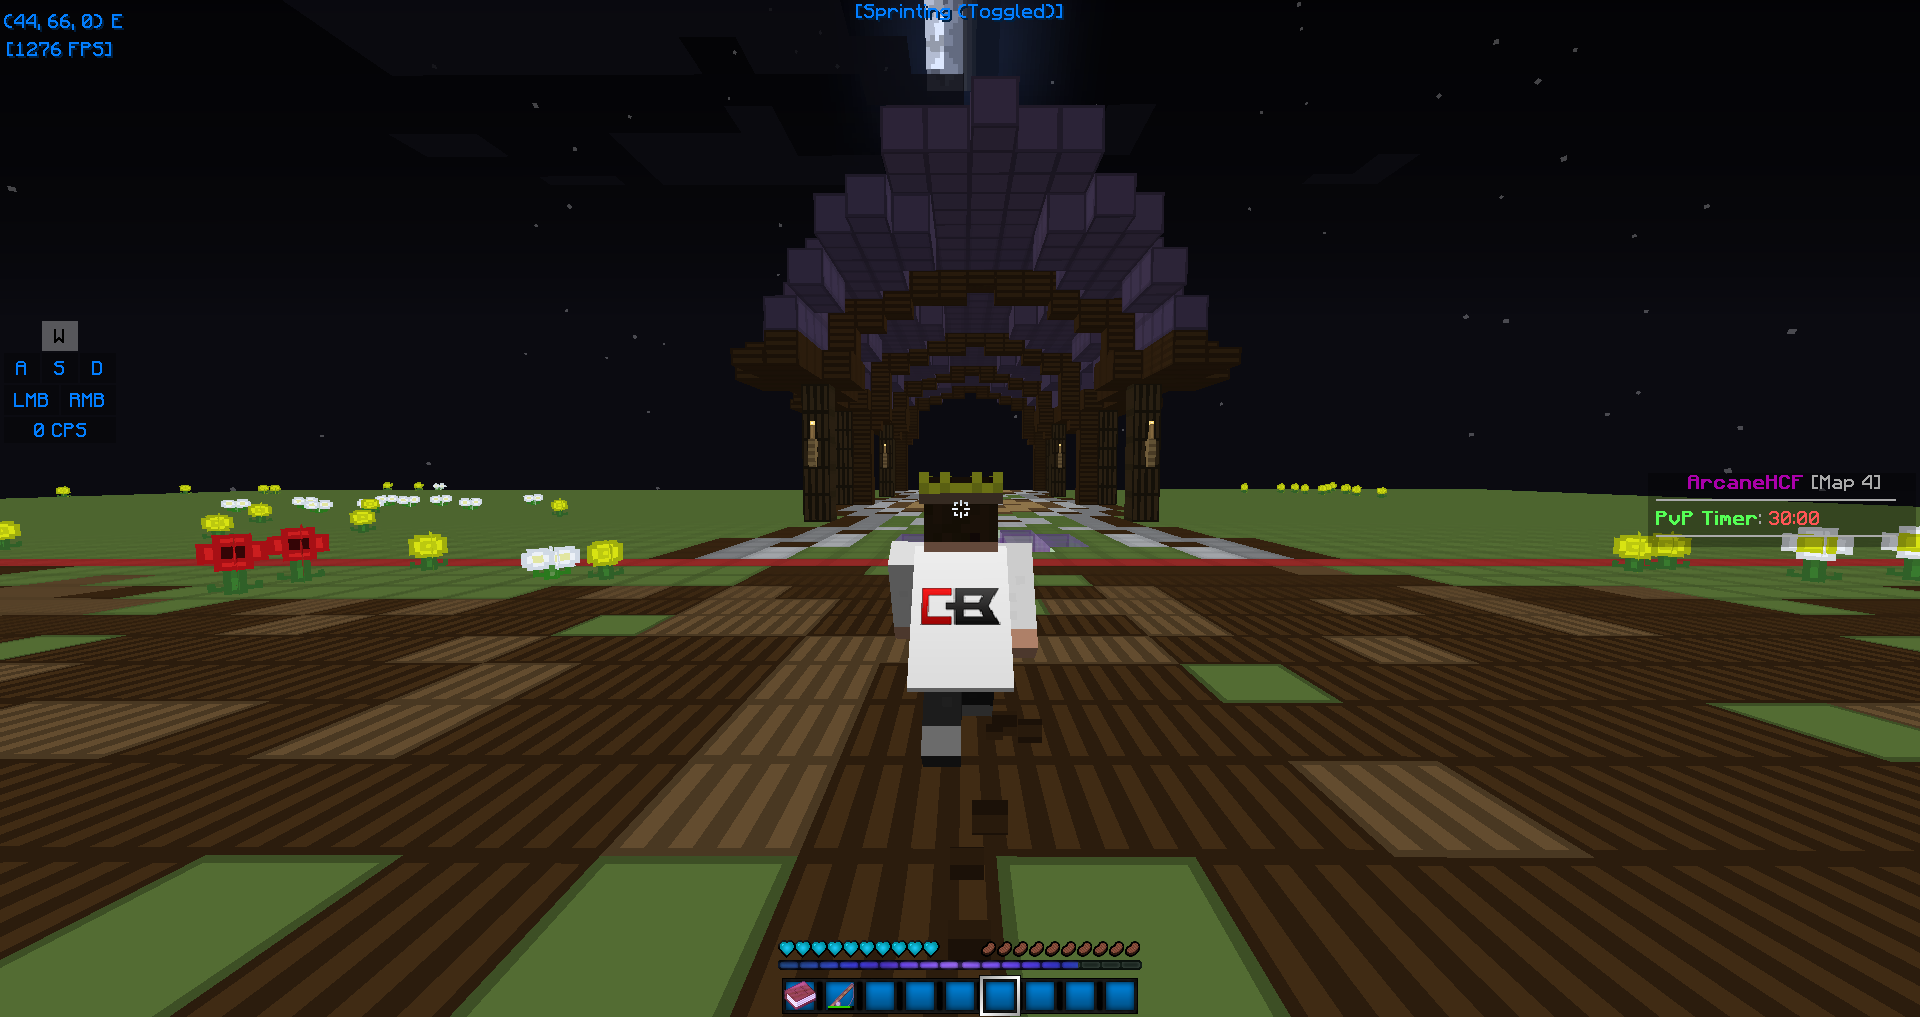 (44, 66, 0) E
[Sprinting (Toggled)]
[1276 FPS]
W
A S D
LMB RMB
0 CPS
ArcaneHCF [Map 4]
PvP Timer: 30:00
CB